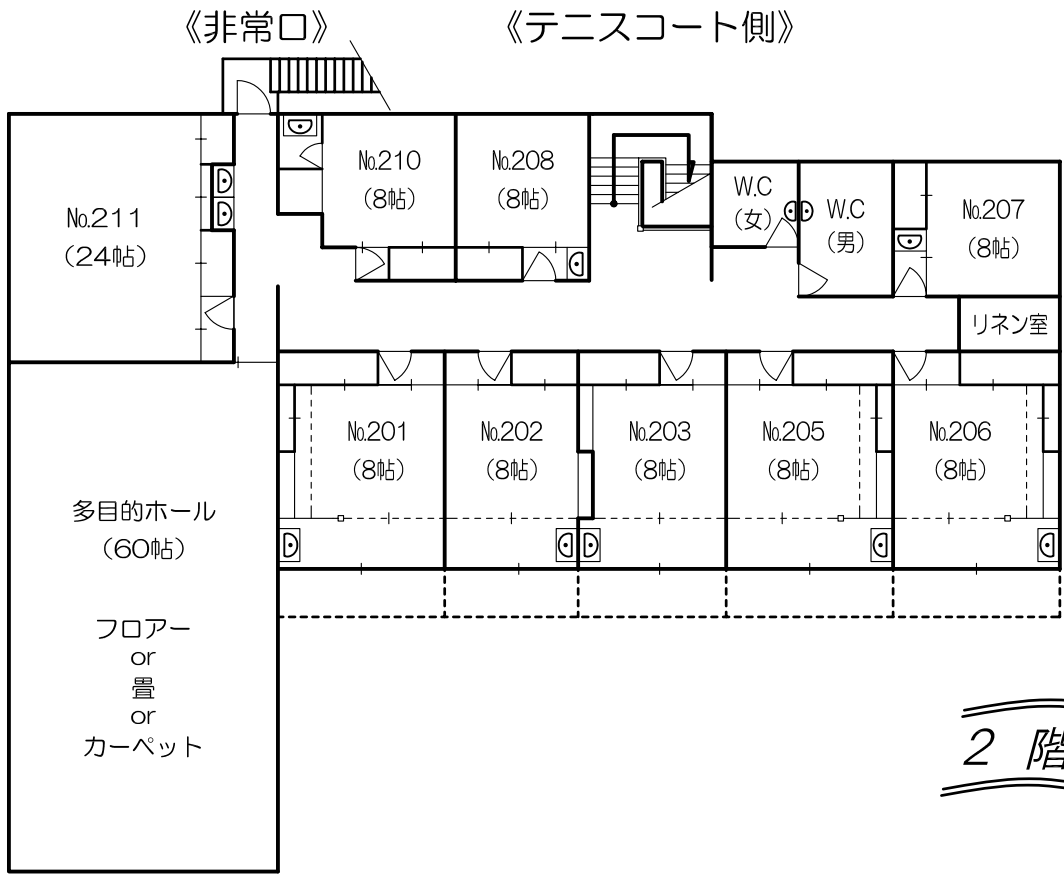 《非常口》
《テニスコート側》
№211
(24帖)
№210
(8帖)
№208
(8帖)
W.C
(女)
W.C
(男)
№207
(8帖)
リネン室
№201
(8帖)
№202
(8帖)
№203
(8帖)
№205
(8帖)
№206
(8帖)
多目的ホール
(60帖)
フロアー
or
畳
or
カーペット
2 階